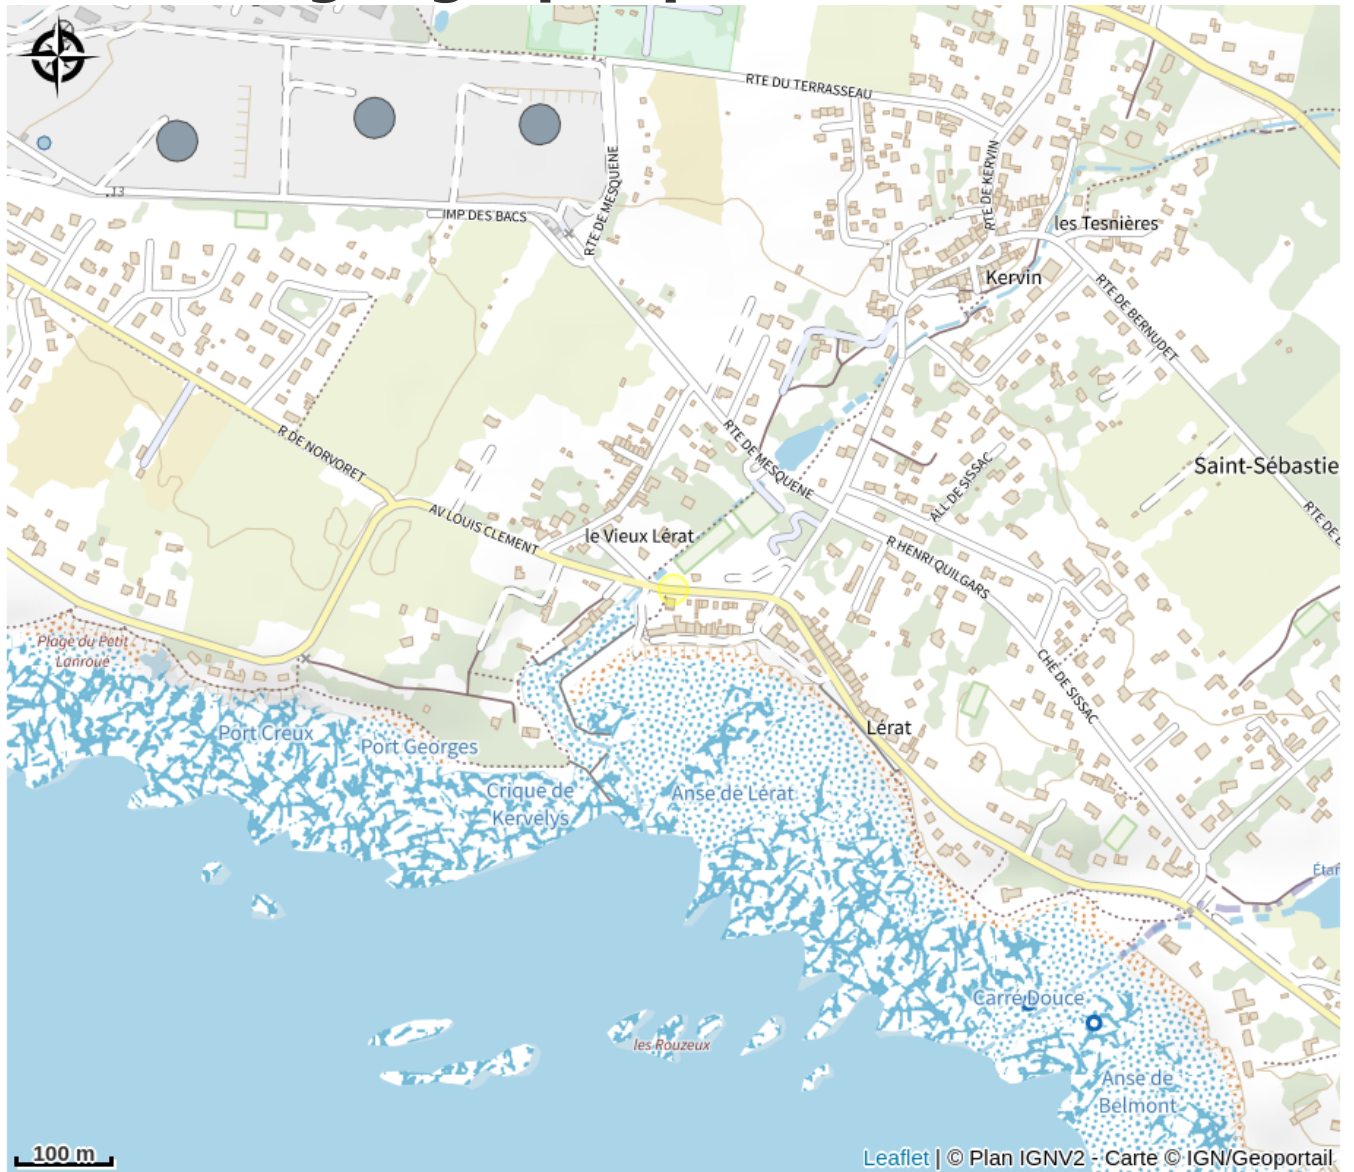 RTE DU TERRASSEAU
RTE DE KERVIN
RTE DE MESQUENE
13
IMP DES BACS
les Tesnières
Kervin
RTE DE BERNUDET
R DE NORVORET
RTE DE MESQUENE
ALL DE SISSAC
Saint-Sébastie
AV LOUIS CLEMENT
le Vieux Lérat
R HENRI QUILGARS
Plage du Petit
Lanroué
CHE DE SISSAC
Port Creux
Port Georges
Lérat
Crique de
Kervelys
Anse de Lérat
Étan
Carré Douce
les Rouzeux
Anse de
Belmont
100 m
Leaflet | © Plan IGNV2 - Carte © IGN/Geoportail